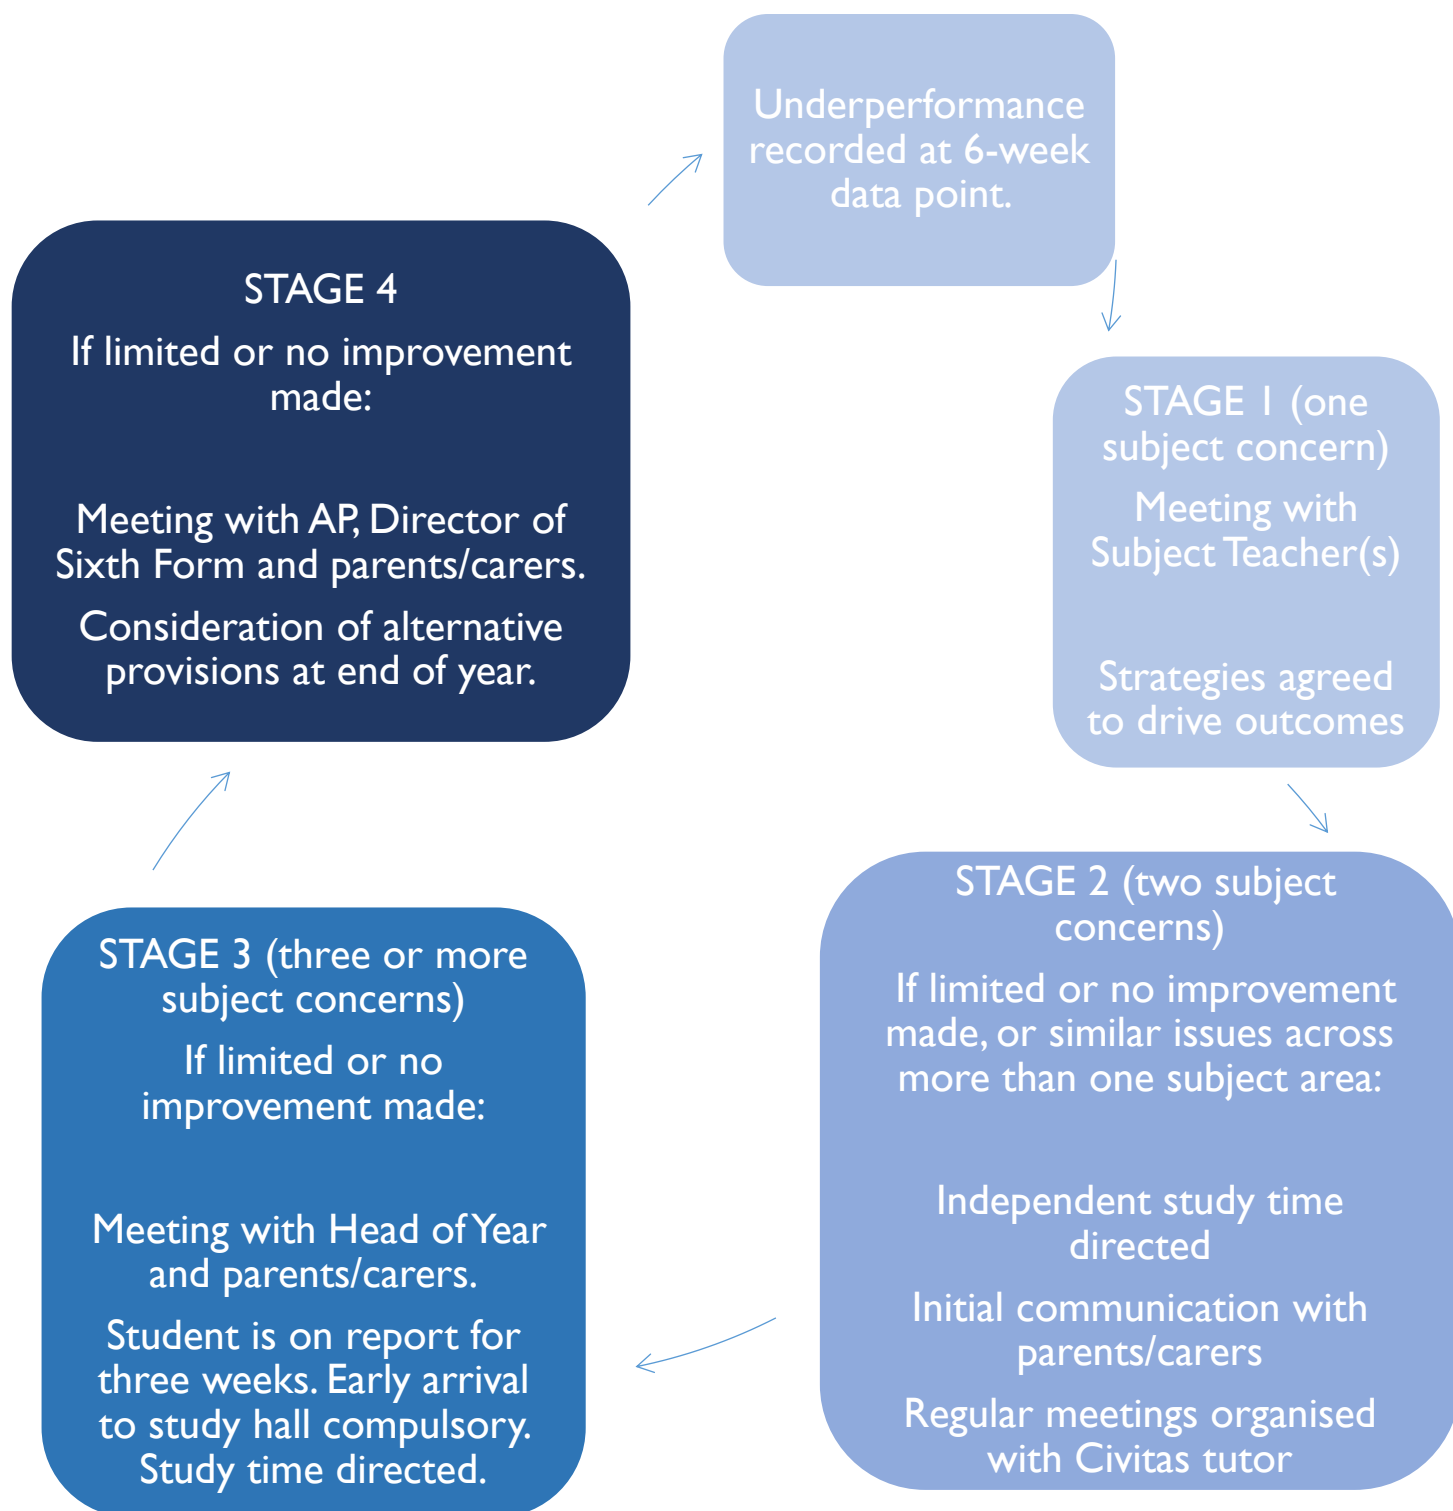 Underperformance
recorded at 6-week
data point.
STAGE 1 (one
subject concern)
Meeting with
Subject Teacher(s)
Strategies agreed
to drive outcomes
STAGE 2 (two subject
concerns)
If limited or no improvement
made, or similar issues across
more than one subject area:
Independent study time
directed
Initial communication with
parents/carers
Regular meetings organised
with Civitas tutor
STAGE 3 (three or more
subject concerns)
If limited or no
improvement made:
Meeting with Head of Year
and parents/carers.
Student is on report for
three weeks. Early arrival
to study hall compulsory.
Study time directed.
STAGE 4
If limited or no improvement
made:
Meeting with AP, Director of
Sixth Form and parents/carers.
Consideration of alternative
provisions at end of year.